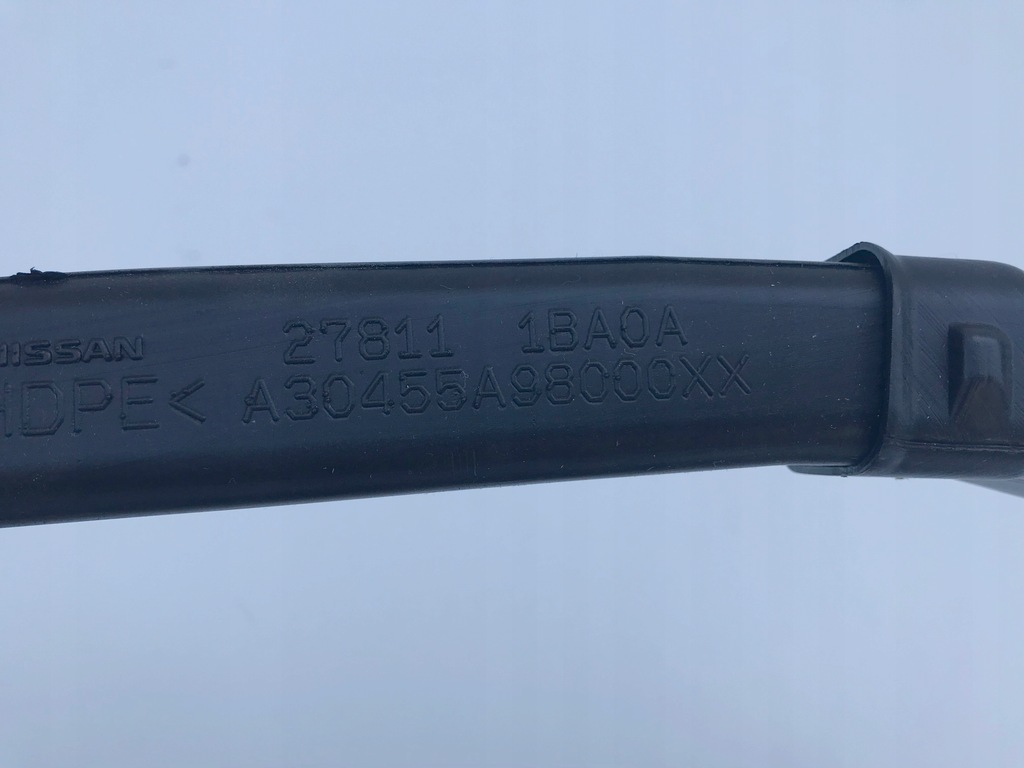 NISSAN 27811 1BA0A
HDPE< A30455A98000XX